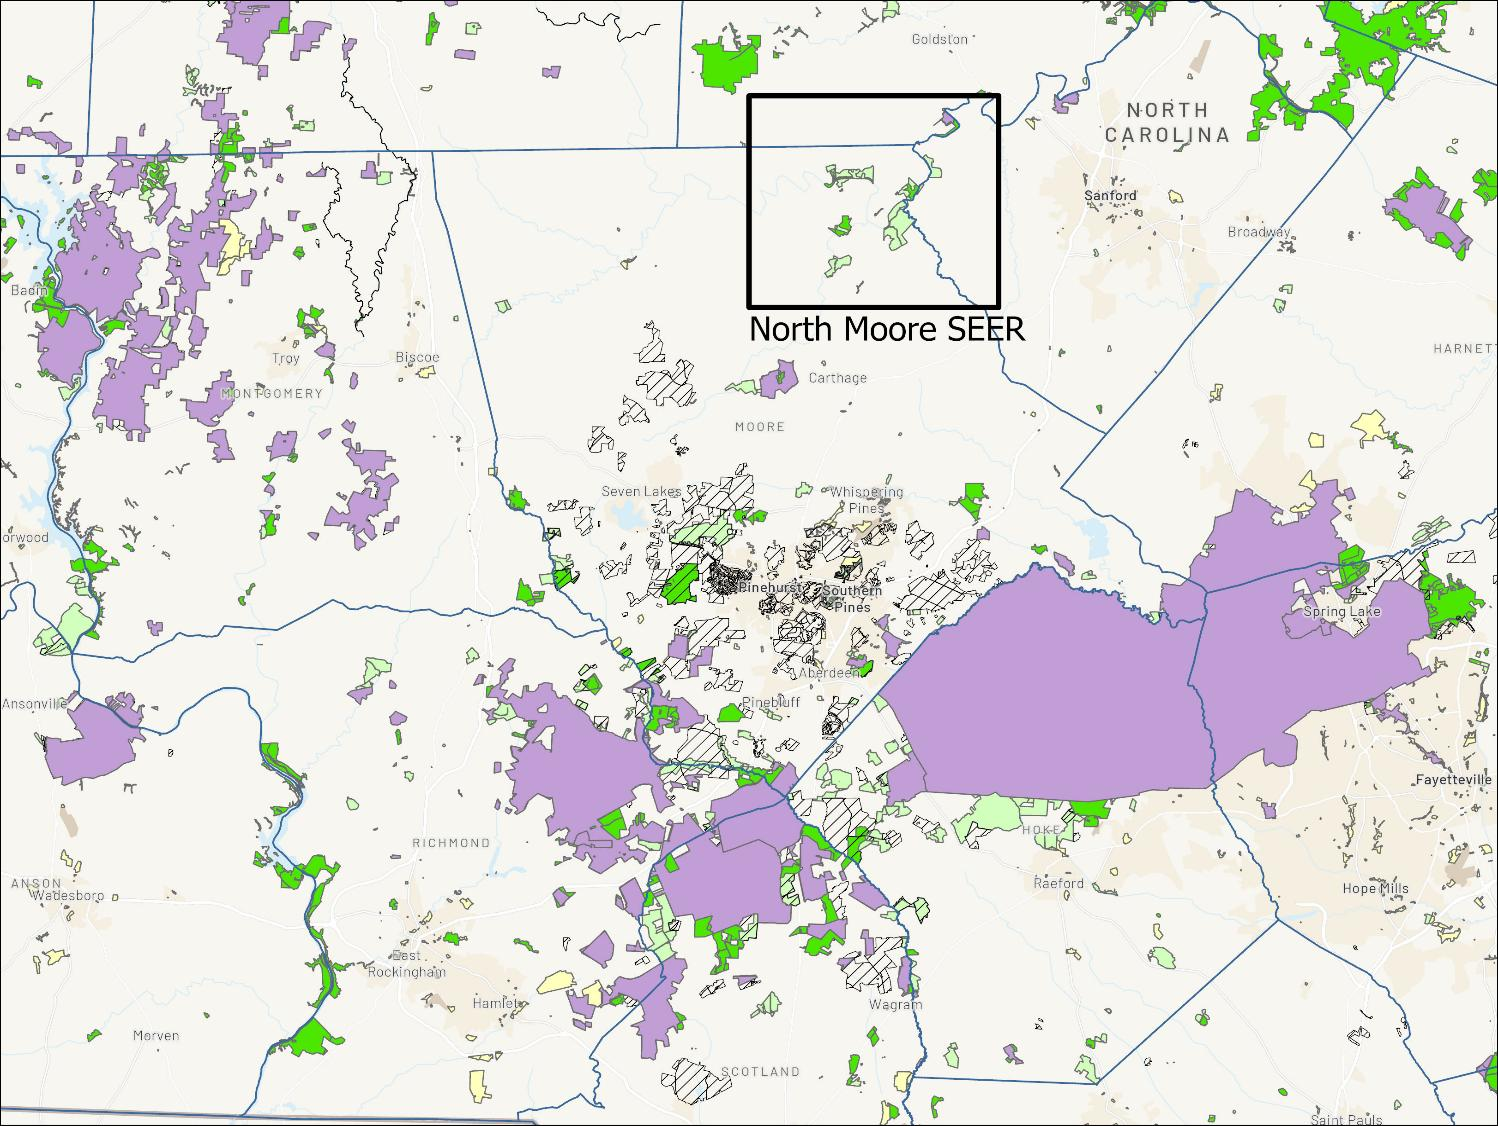 Goldston
NORTH
CAROLINA
Sanford
Broadway
Badin
North Moore SEER
HARNETT
Troy
Biscoe
Carthage
MONTGOMERY
MOORE
Seven Lakes
Whispering
Pines
orwood
Pinehurst
Southern
Pines
Spring Lake
Aberdeen
Ansonville
Pinebluff
Fayetteville
HOKE
RICHMOND
ANSON
Wadesboro
Raeford
Hope Mills
East
Rockingham
Hamlet
Wagram
Morven
SCOTLAND
Saint Pauls